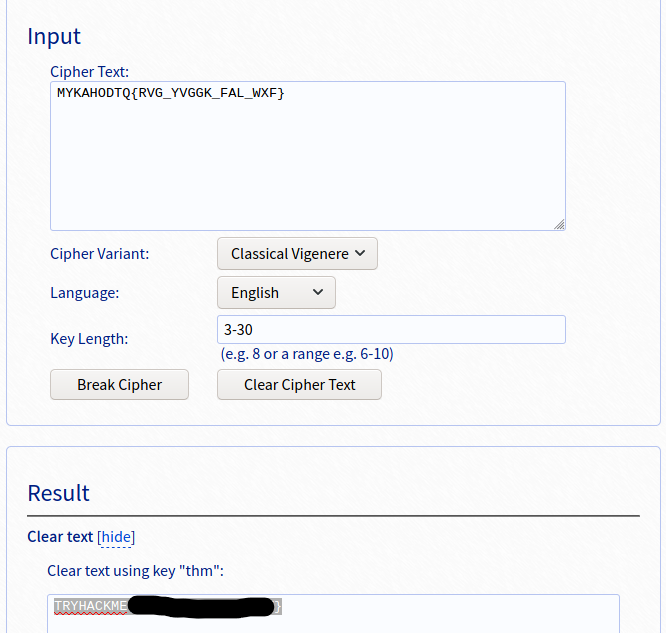 Input
Cipher Text:
MYKAHODTQ{RVG_YVGGK_FAL_WXF}
Cipher Variant: Classical Vigenere
Language: English
Key Length: 3-30
(e.g. 8 or a range e.g. 6-10)
Break Cipher Clear Cipher Text
Result
Clear text [hide]
Clear text using key "thm":
TRYHACKME }